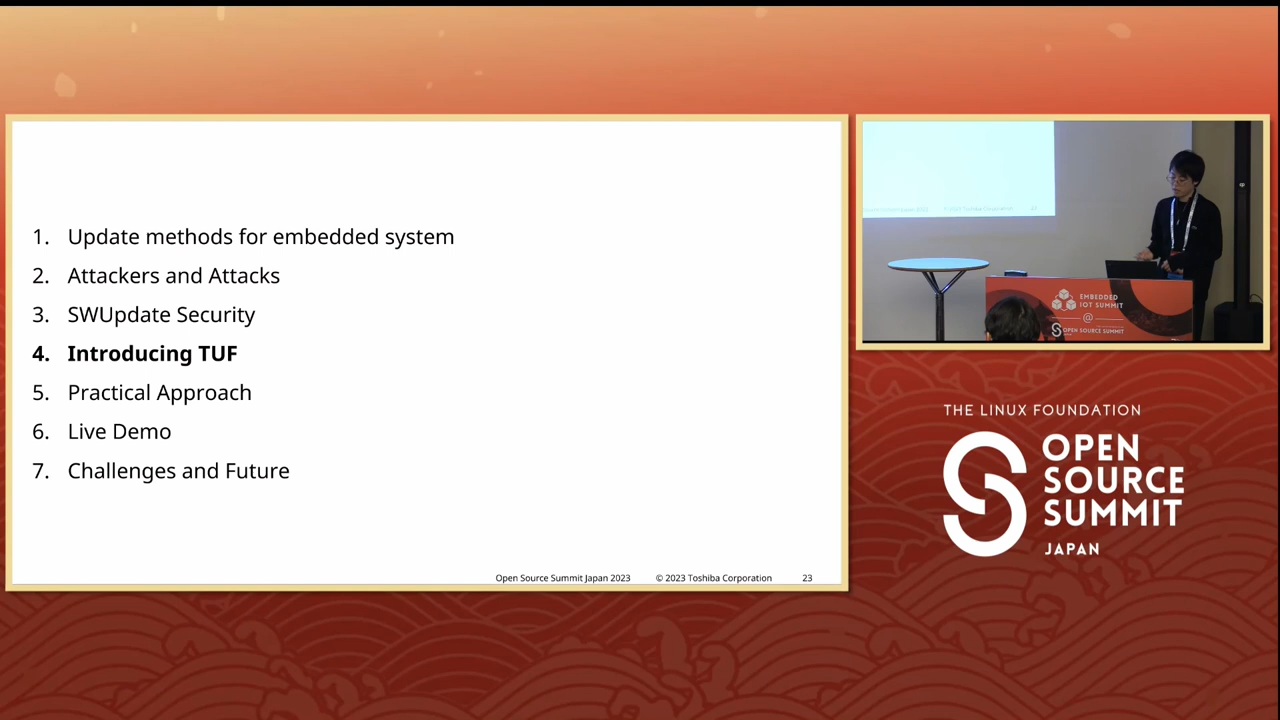 1. Update methods for embedded system
2. Attackers and Attacks
3. SWUpdate Security
4. Introducing TUF
5. Practical Approach
6. Live Demo
7. Challenges and Future
Open Source Summit Japan 2023 © 2023 Toshiba Corporation 23
EMBEDDED
IOT SUMMIT
@
OPEN SOURCE SUMMIT
THE LINUX FOUNDATION
OPEN
SOURCE
SUMMIT
JAPAN